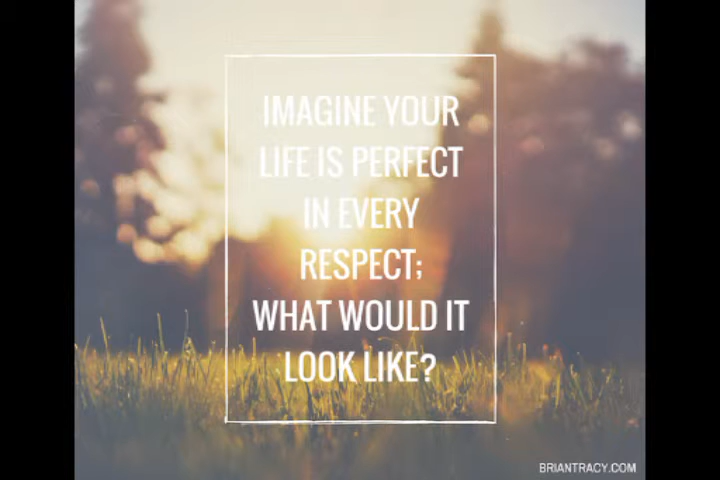 IMAGINE YOUR
LIFE IS PERFECT
IN EVERY
RESPECT;
WHAT WOULD IT
LOOK LIKE?
BRIANTRACY.COM